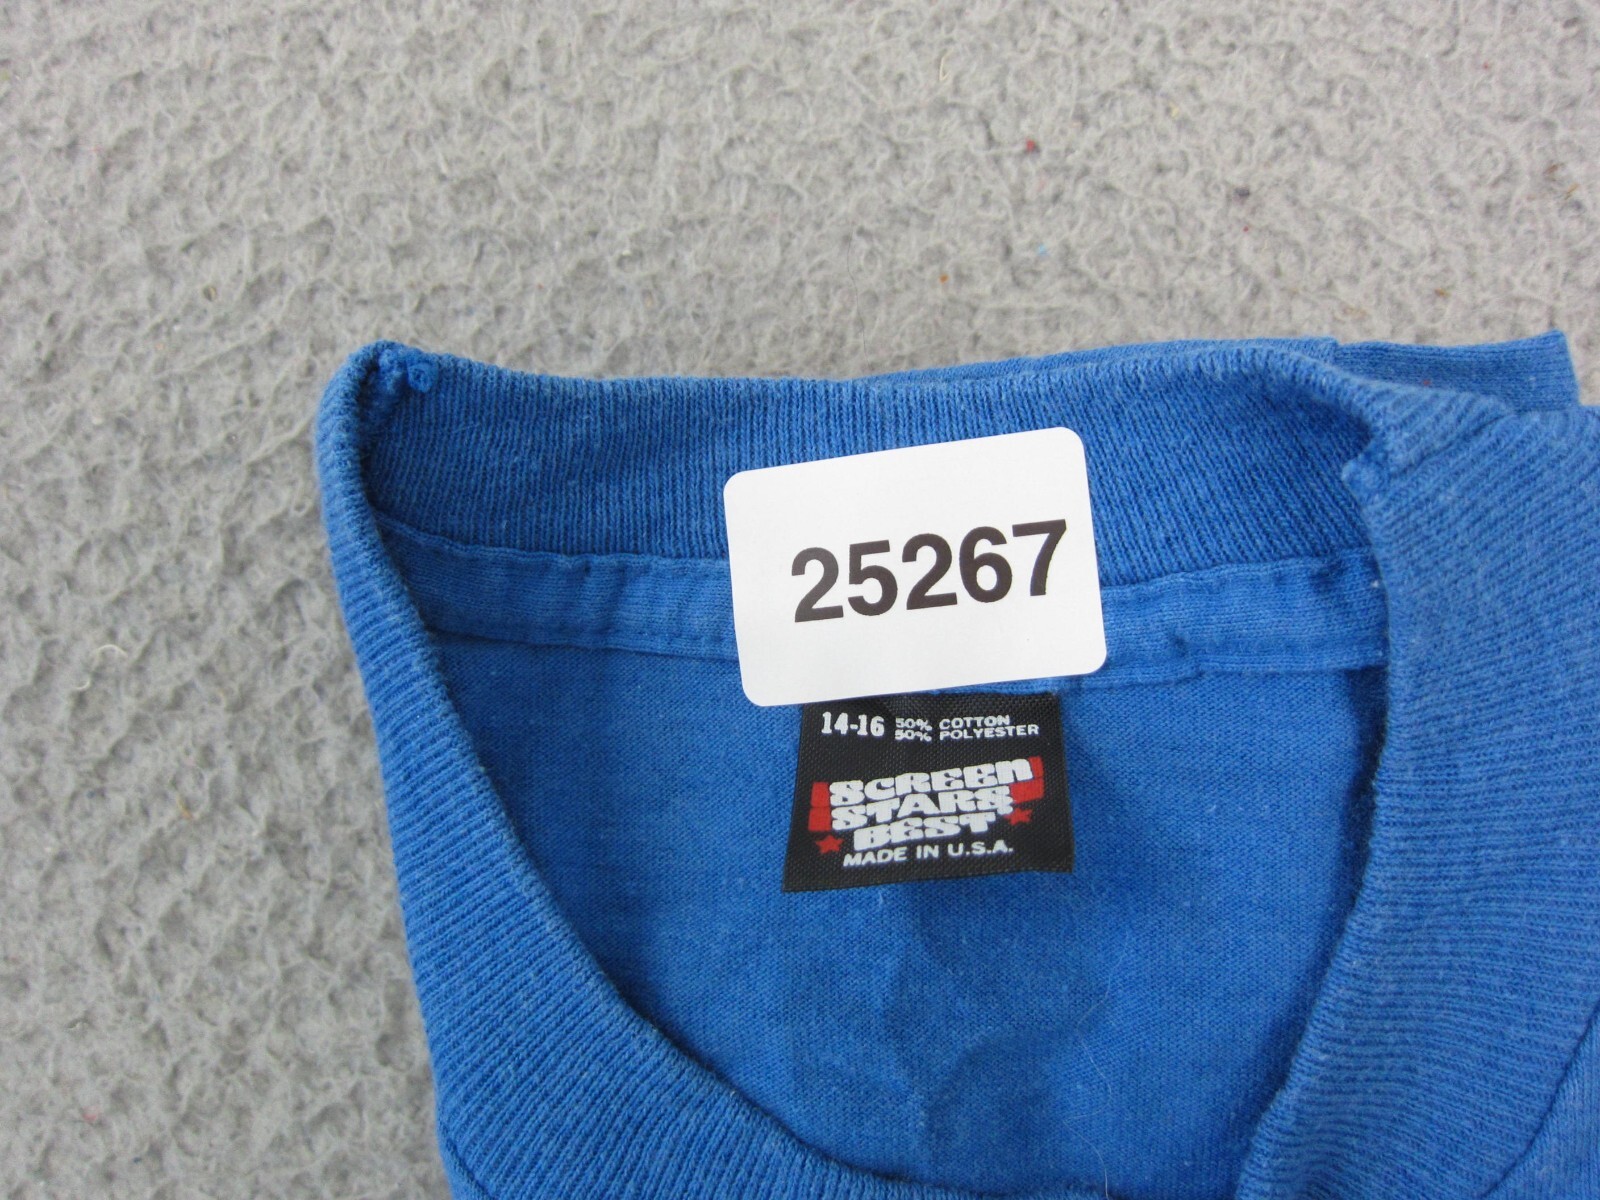 25267
14-16 50% COTTON
50% POLYESTER
SCREEN
STARS
BEST
MADE IN U.S.A.